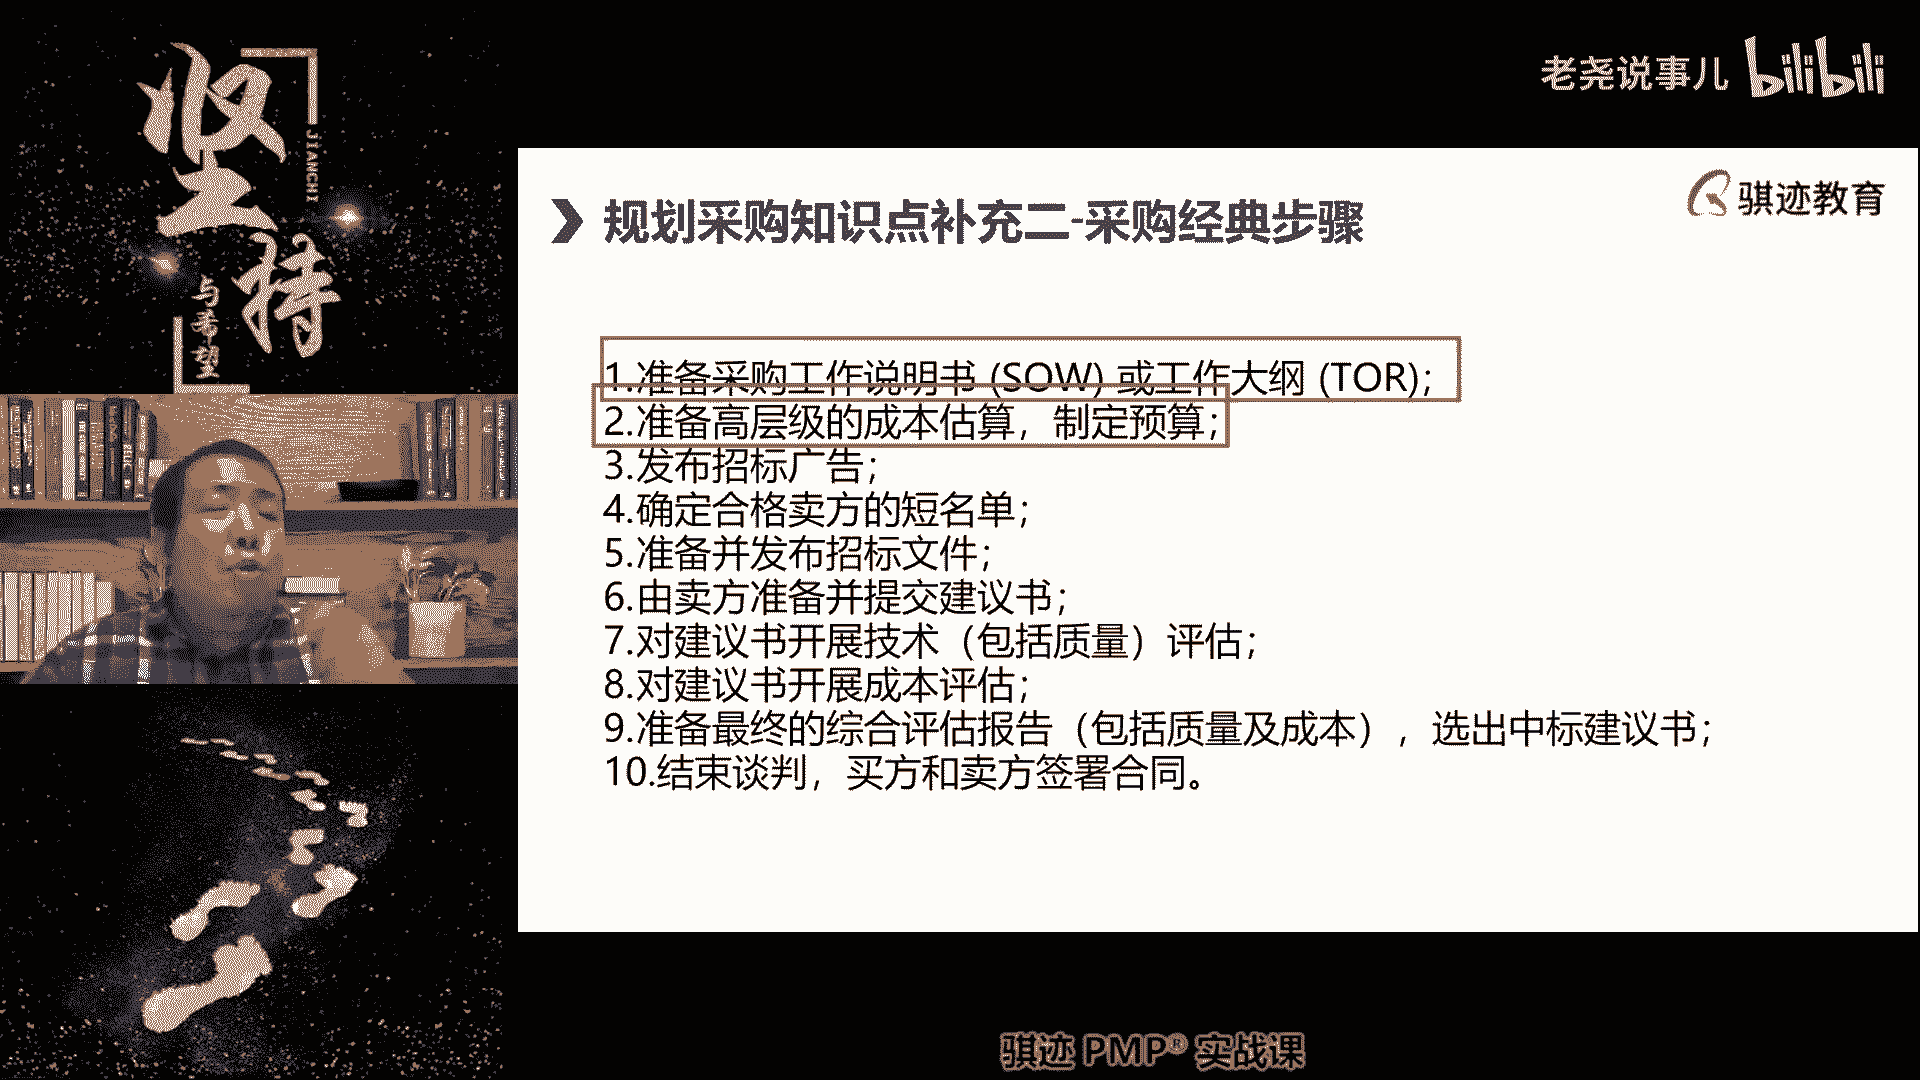 坚持
JIANCHI
与希望
老尧说事儿 bilibili
骐迹教育
规划采购知识点补充二-采购经典步骤
1.准备采购工作说明书 (SOW) 或工作大纲 (TOR);
2.准备高层级的成本估算，制定预算;
3.发布招标广告;
4.确定合格卖方的短名单;
5.准备并发布招标文件;
6.由卖方准备并提交建议书;
7.对建议书开展技术（包括质量）评估;
8.对建议书开展成本评估;
9.准备最终的综合评估报告（包括质量及成本），选出中标建议书;
10.结束谈判，买方和卖方签署合同。
骐迹 PMP® 实战课